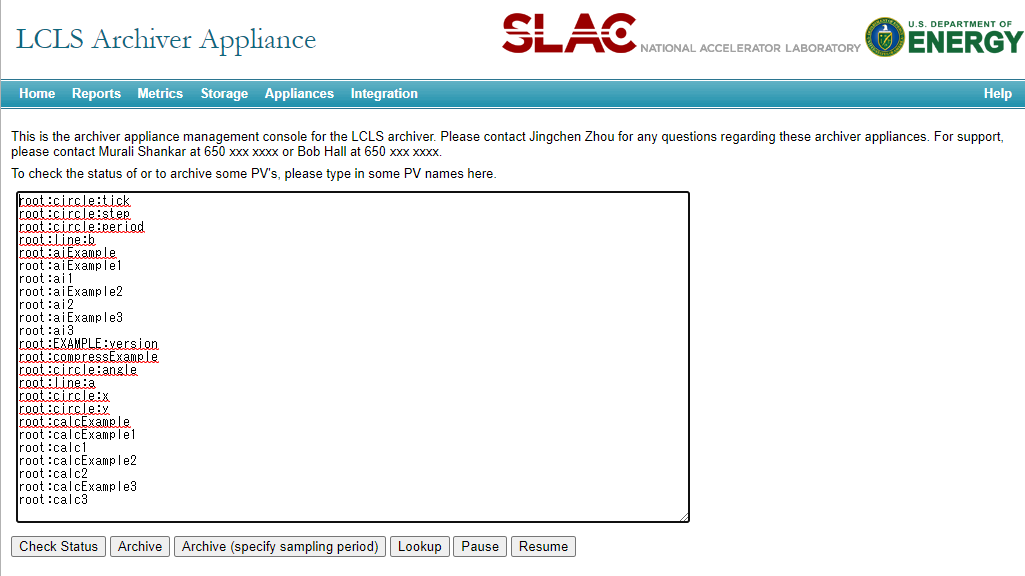 LCLS Archiver Appliance
SLAC NATIONAL ACCELERATOR LABORATORY
U.S. DEPARTMENT OF
ENERGY
Home Reports Metrics Storage Appliances Integration Help
This is the archiver appliance management console for the LCLS archiver. Please contact Jingchen Zhou for any questions regarding these archiver appliances. For support,
please contact Murali Shankar at 650 xxx xxxx or Bob Hall at 650 xxx xxxx.
To check the status of or to archive some PV's, please type in some PV names here.
root:circle:tick
root:circle:step
root:circle:period
root:line:b
root:aiExample
root:aiExample1
root:ai1
root:aiExample2
root:ai2
root:aiExample3
root:ai3
root:EXAMPLE:version
root:compressExample
root:circle:angle
root:line:a
root:circle:x
root:circle:y
root:calcExample
root:calcExample1
root:calc1
root:calcExample2
root:calc2
root:calcExample3
root:calc3
Check Status Archive Archive (specify sampling period) Lookup Pause Resume